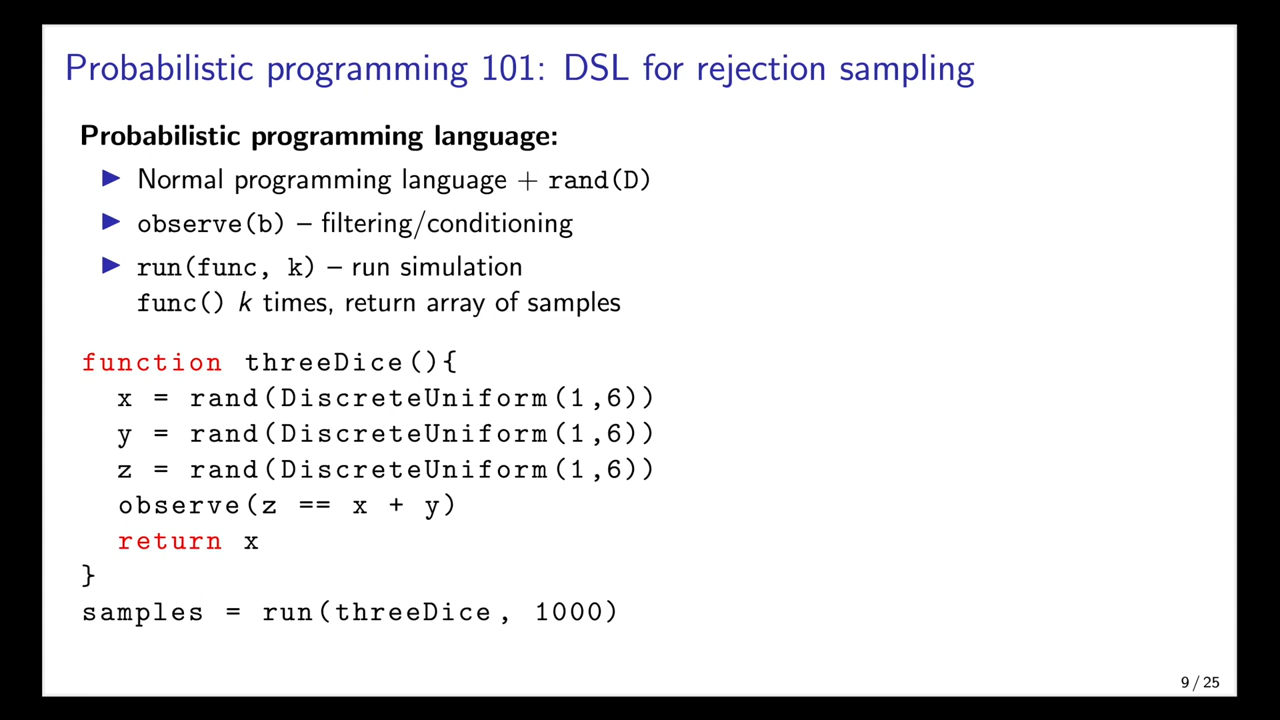 Probabilistic programming 101: DSL for rejection sampling
Probabilistic programming language:
▶ Normal programming language + rand(D)
▶ observe(b) – filtering/conditioning
▶ run(func, k) – run simulation
func() k times, return array of samples
function threeDice(){
  x = rand(DiscreteUniform(1,6))
  y = rand(DiscreteUniform(1,6))
  z = rand(DiscreteUniform(1,6))
  observe(z == x + y)
  return x
}
samples = run(threeDice, 1000)
9 / 25